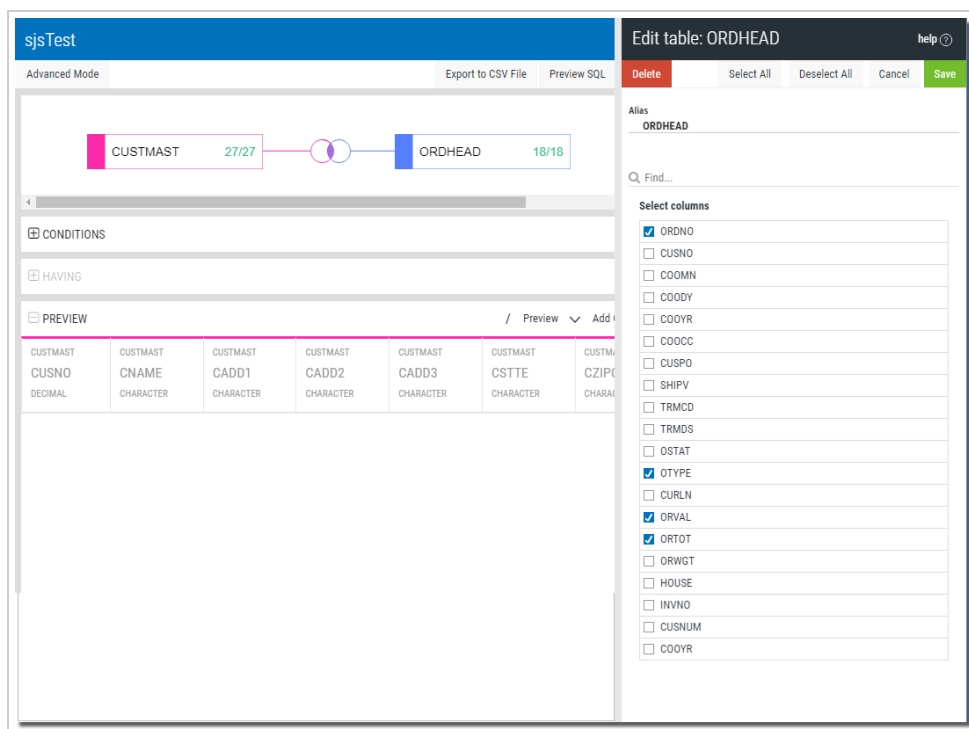 sjsTest
Advanced Mode
Export to CSV File Preview SQL
CUSTMAST 27/27
ORDHEAD 18/18
CONDITIONS
HAVING
PREVIEW
/ Preview Add
CUSTMAST CUSTMAST CUSTMAST CUSTMAST CUSTMAST CUSTMAST
CUSNO CNAME CADD1 CADD2 CADD3 CSTTE
DECIMAL CHARACTER CHARACTER CHARACTER CHARACTER CHARACTER
Edit table: ORDHEAD help ?
Delete Select All Deselect All Cancel Save
Alias
ORDHEAD
Find...
Select columns
ORDNO
CUSNO
COOMN
COODY
COOYR
COOCC
CUSPO
SHIPV
TRMCD
TRMDS
OSTAT
OTYPE
CURLN
ORVAL
ORTOT
ORWGT
HOUSE
INVNO
CUSNUM
COOYR